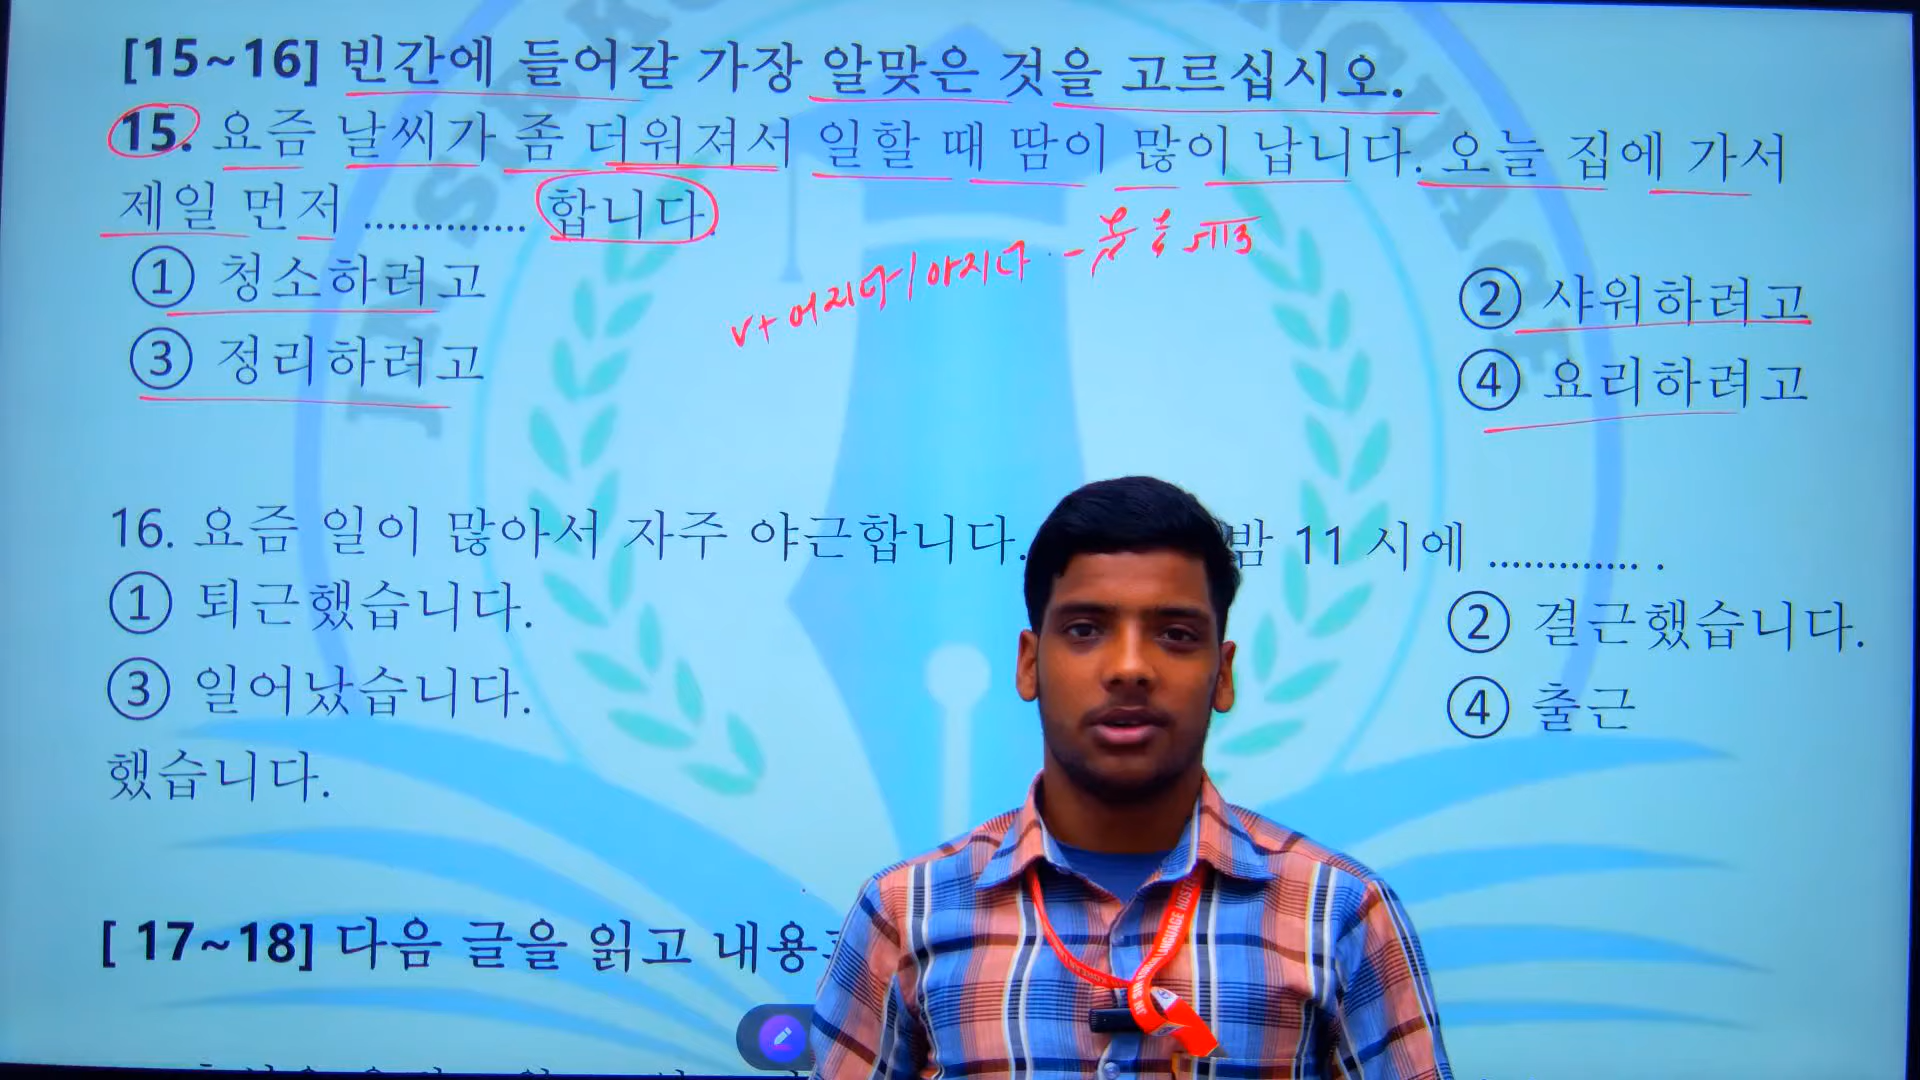 [15~16] 빈간에 들어갈 가장 알맞은 것을 고르십시오.
15. 요즘 날씨가 좀 더워져서 일할 때 땀이 많이 납니다. 오늘 집에 가서
제일 먼저 .............. 합니다.
v+ 어지다/아지다 -
① 청소하려고
② 샤워하려고
③ 정리하려고
④ 요리하려고
16. 요즘 일이 많아서 자주 야근합니다. 밤 11 시에 ............. .
① 퇴근했습니다.
② 결근했습니다.
③ 일어났습니다.
④ 출근
했습니다.
[ 17~18] 다음 글을 읽고 내용